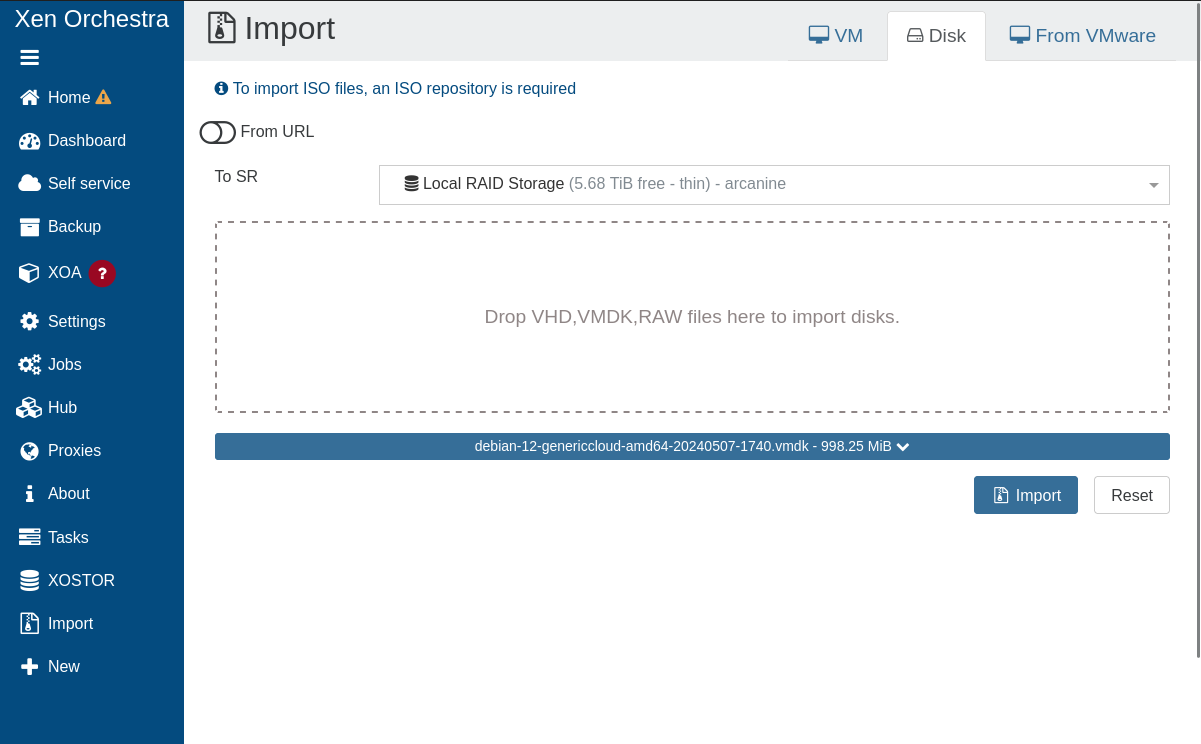 Xen Orchestra
Home
Dashboard
Self service
Backup
XOA ?
Settings
Jobs
Hub
Proxies
About
Tasks
XOSTOR
Import
New
Import
VM
Disk
From VMware
To import ISO files, an ISO repository is required
From URL
To SR
Local RAID Storage (5.68 TiB free - thin) - arcanine
Drop VHD,VMDK,RAW files here to import disks.
debian-12-genericcloud-amd64-20240507-1740.vmdk - 998.25 MiB
Import
Reset